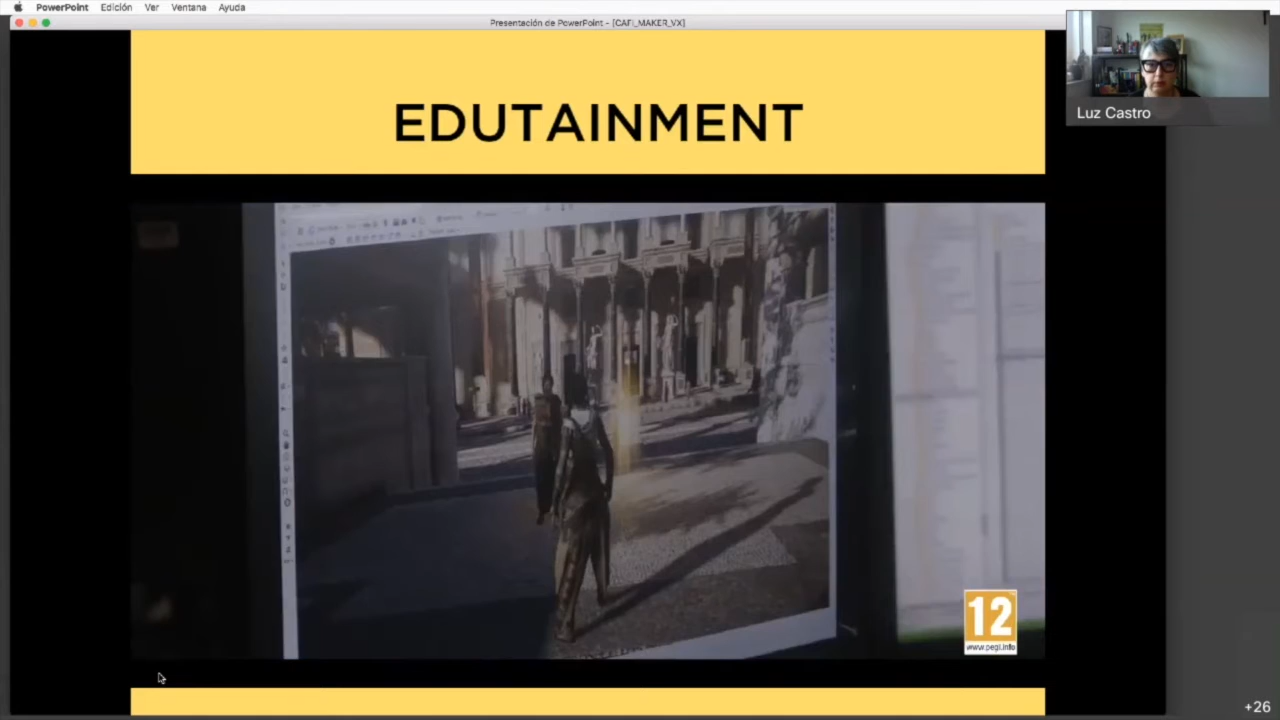 PowerPoint Edición Ver Ventana Ayuda
Presentación de PowerPoint - [CAFI_MAKER_VX]
Luz Castro
EDUTAINMENT
12
www.pegi.info
+26